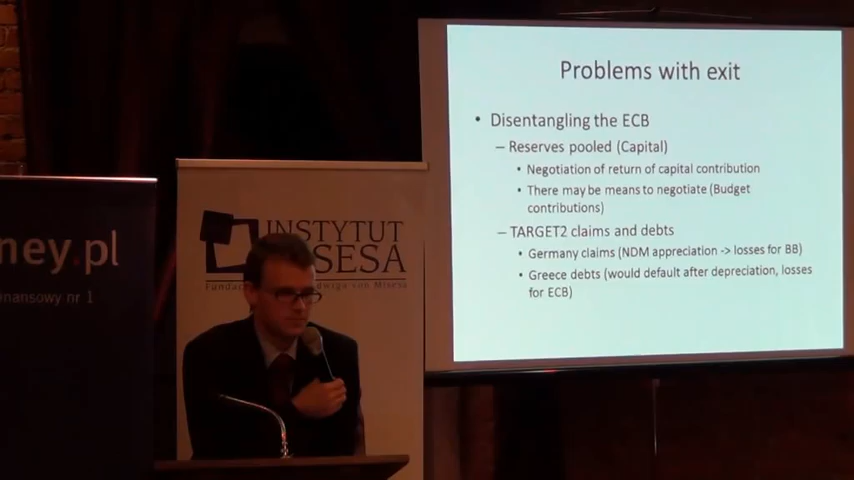 Problems with exit
• Disentangling the ECB
– Reserves pooled (Capital)
• Negotiation of return of capital contribution
• There may be means to negotiate (Budget
contributions)
– TARGET2 claims and debts
• Germany claims (NDM appreciation -> losses for BB)
• Greece debts (would default after depreciation, losses
for ECB)
INSTYTUT
MISESA
ney.pl
nansowy nr 1